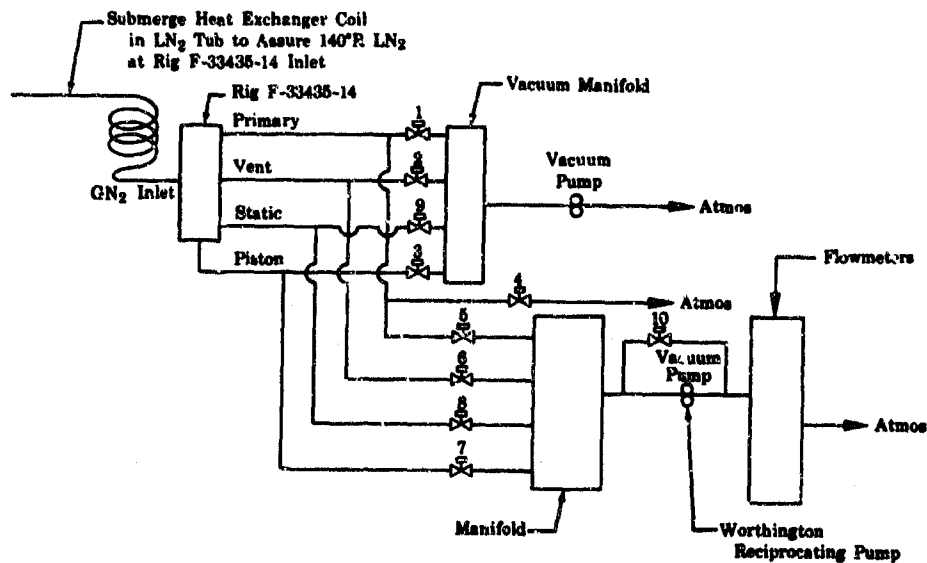 Submerge Heat Exchanger Coil
in LN2 Tub to Assure 140°R LN2
at Rig F-33435-14 Inlet
Rig F-33435-14
Vacuum Manifold
Primary
1
Vent
Vacuum
Pump
GN2 Inlet
Atmos
Static
9
Piston
3
Flowmeters
4
Atmos
5
10
6
Vacuum
Pump
8
Atmos
7
Manifold
Worthington
Reciprocating Pump